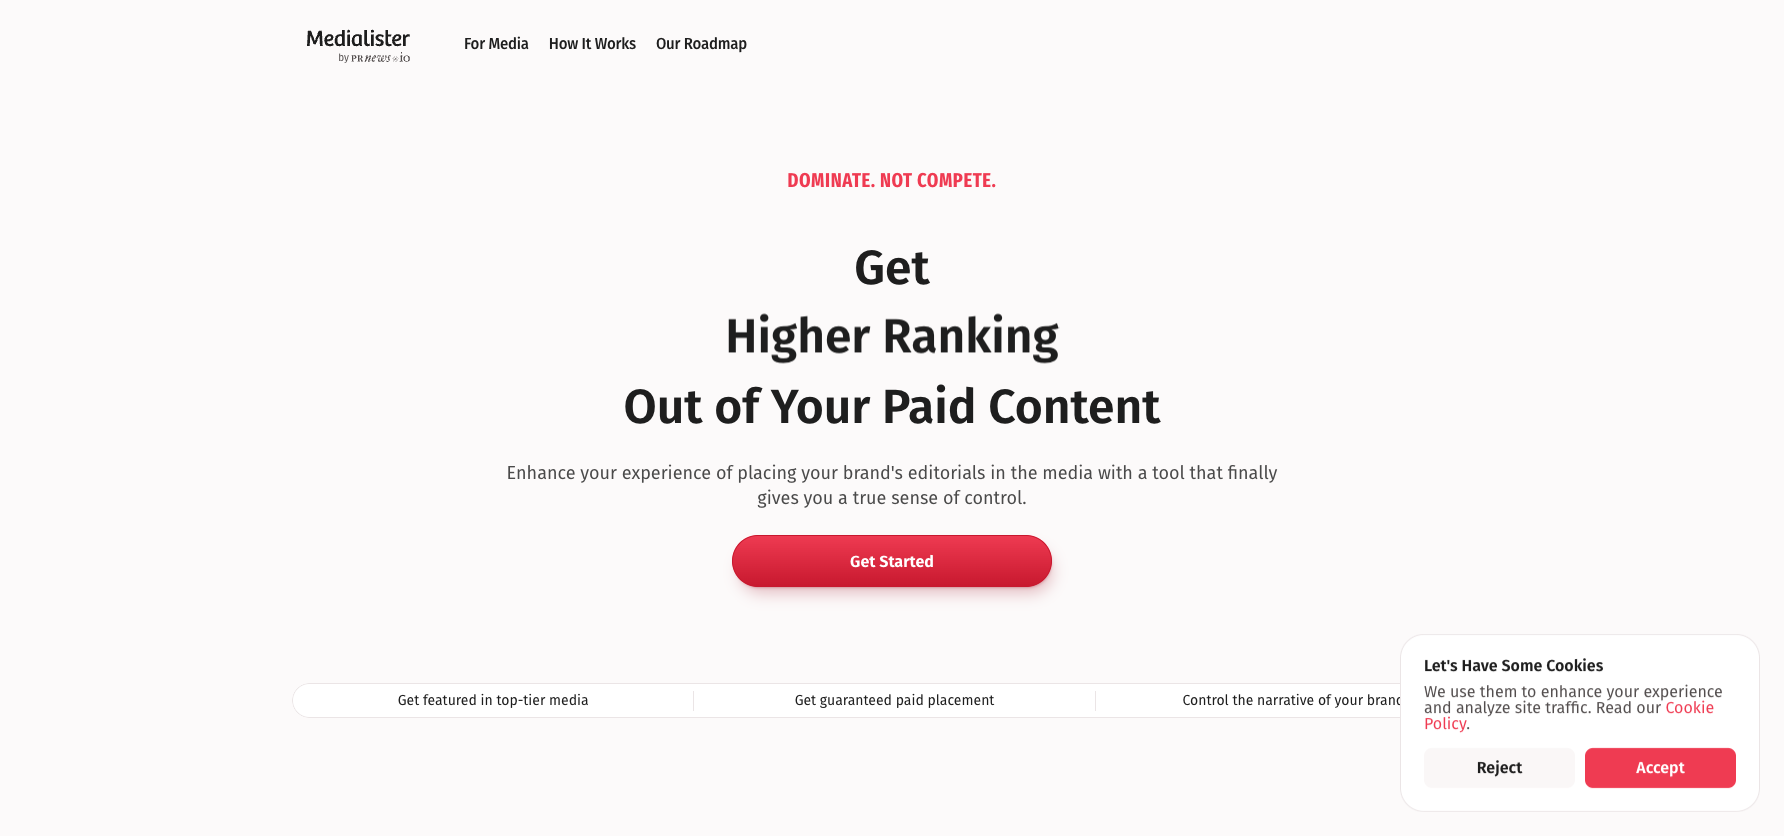 Medialister
by PRnews.io
For Media
How It Works
Our Roadmap
DOMINATE. NOT COMPETE.
Get
Higher Ranking
Out of Your Paid Content
Enhance your experience of placing your brand's editorials in the media with a tool that finally
gives you a true sense of control.
Get Started
Get featured in top-tier media
Get guaranteed paid placement
Control the narrative of your brand
Let's Have Some Cookies
We use them to enhance your experience
and analyze site traffic. Read our Cookie
Policy.
Reject
Accept